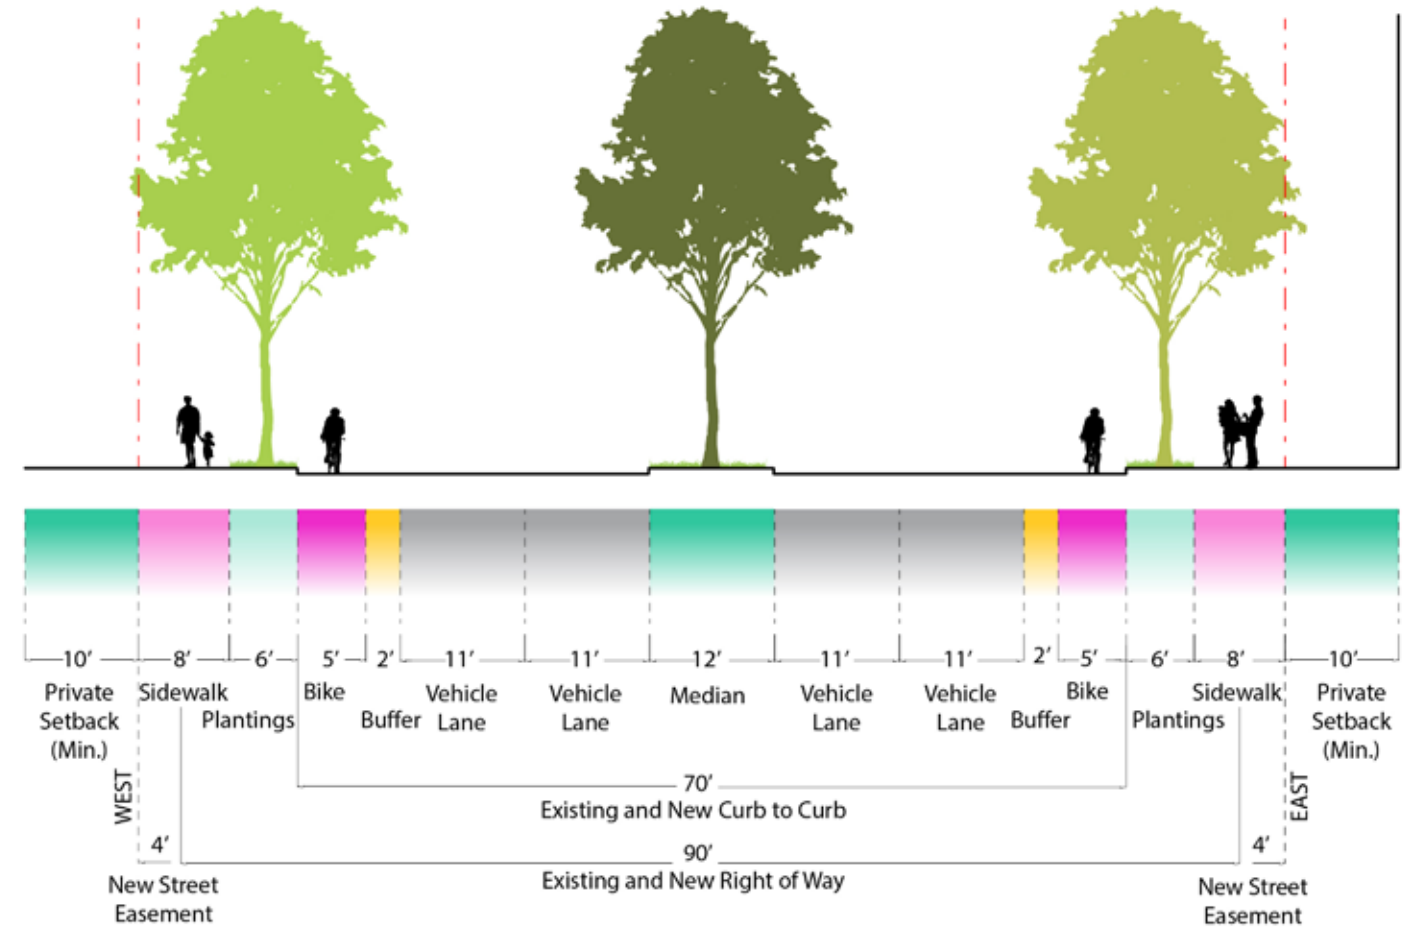 10’ 8’ 6’ 5’ 2’ 11’ 11’ 12’ 11’ 11’ 2’ 5’ 6’ 8’ 10’
Private
Setback
(Min.)
Sidewalk
Plantings
Bike
Buffer
Vehicle
Lane
Vehicle
Lane
Median
Vehicle
Lane
Vehicle
Lane
Buffer
Bike
Plantings
Sidewalk
Private
Setback
(Min.)
WEST
70’
Existing and New Curb to Curb
EAST
4’
90’
4’
Existing and New Right of Way
New Street
Easement
New Street
Easement